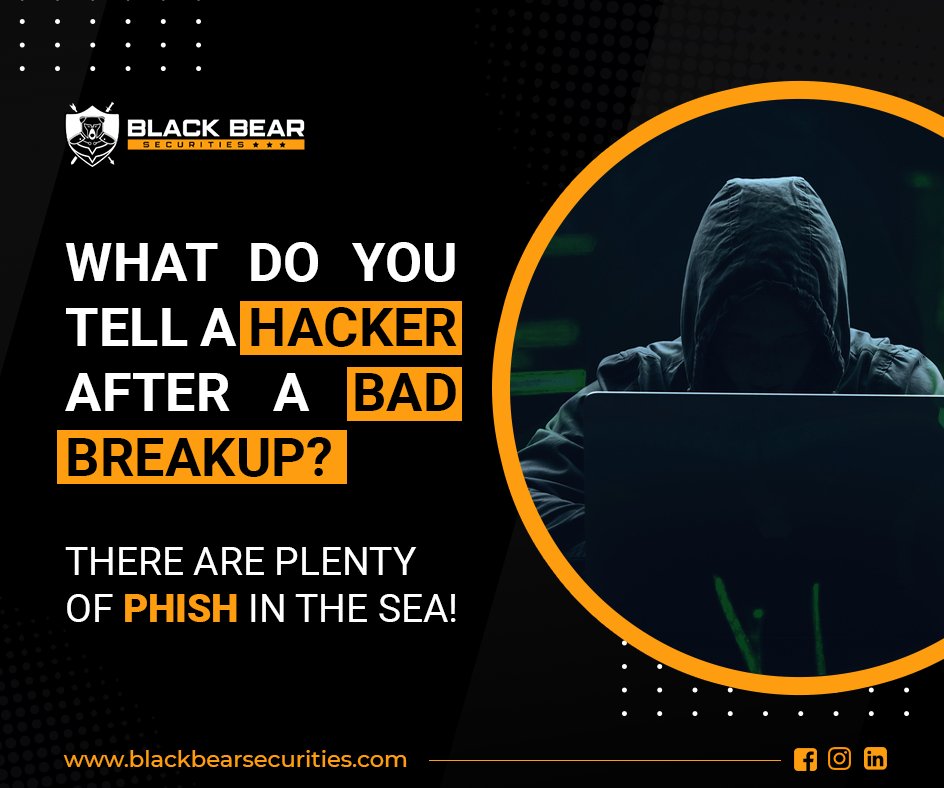 BLACK BEAR
SECURITIES ★★★
WHAT DO YOU
TELL A HACKER
AFTER A BAD
BREAKUP?
THERE ARE PLENTY
OF PHISH IN THE SEA!
www.blackbearsecurities.com